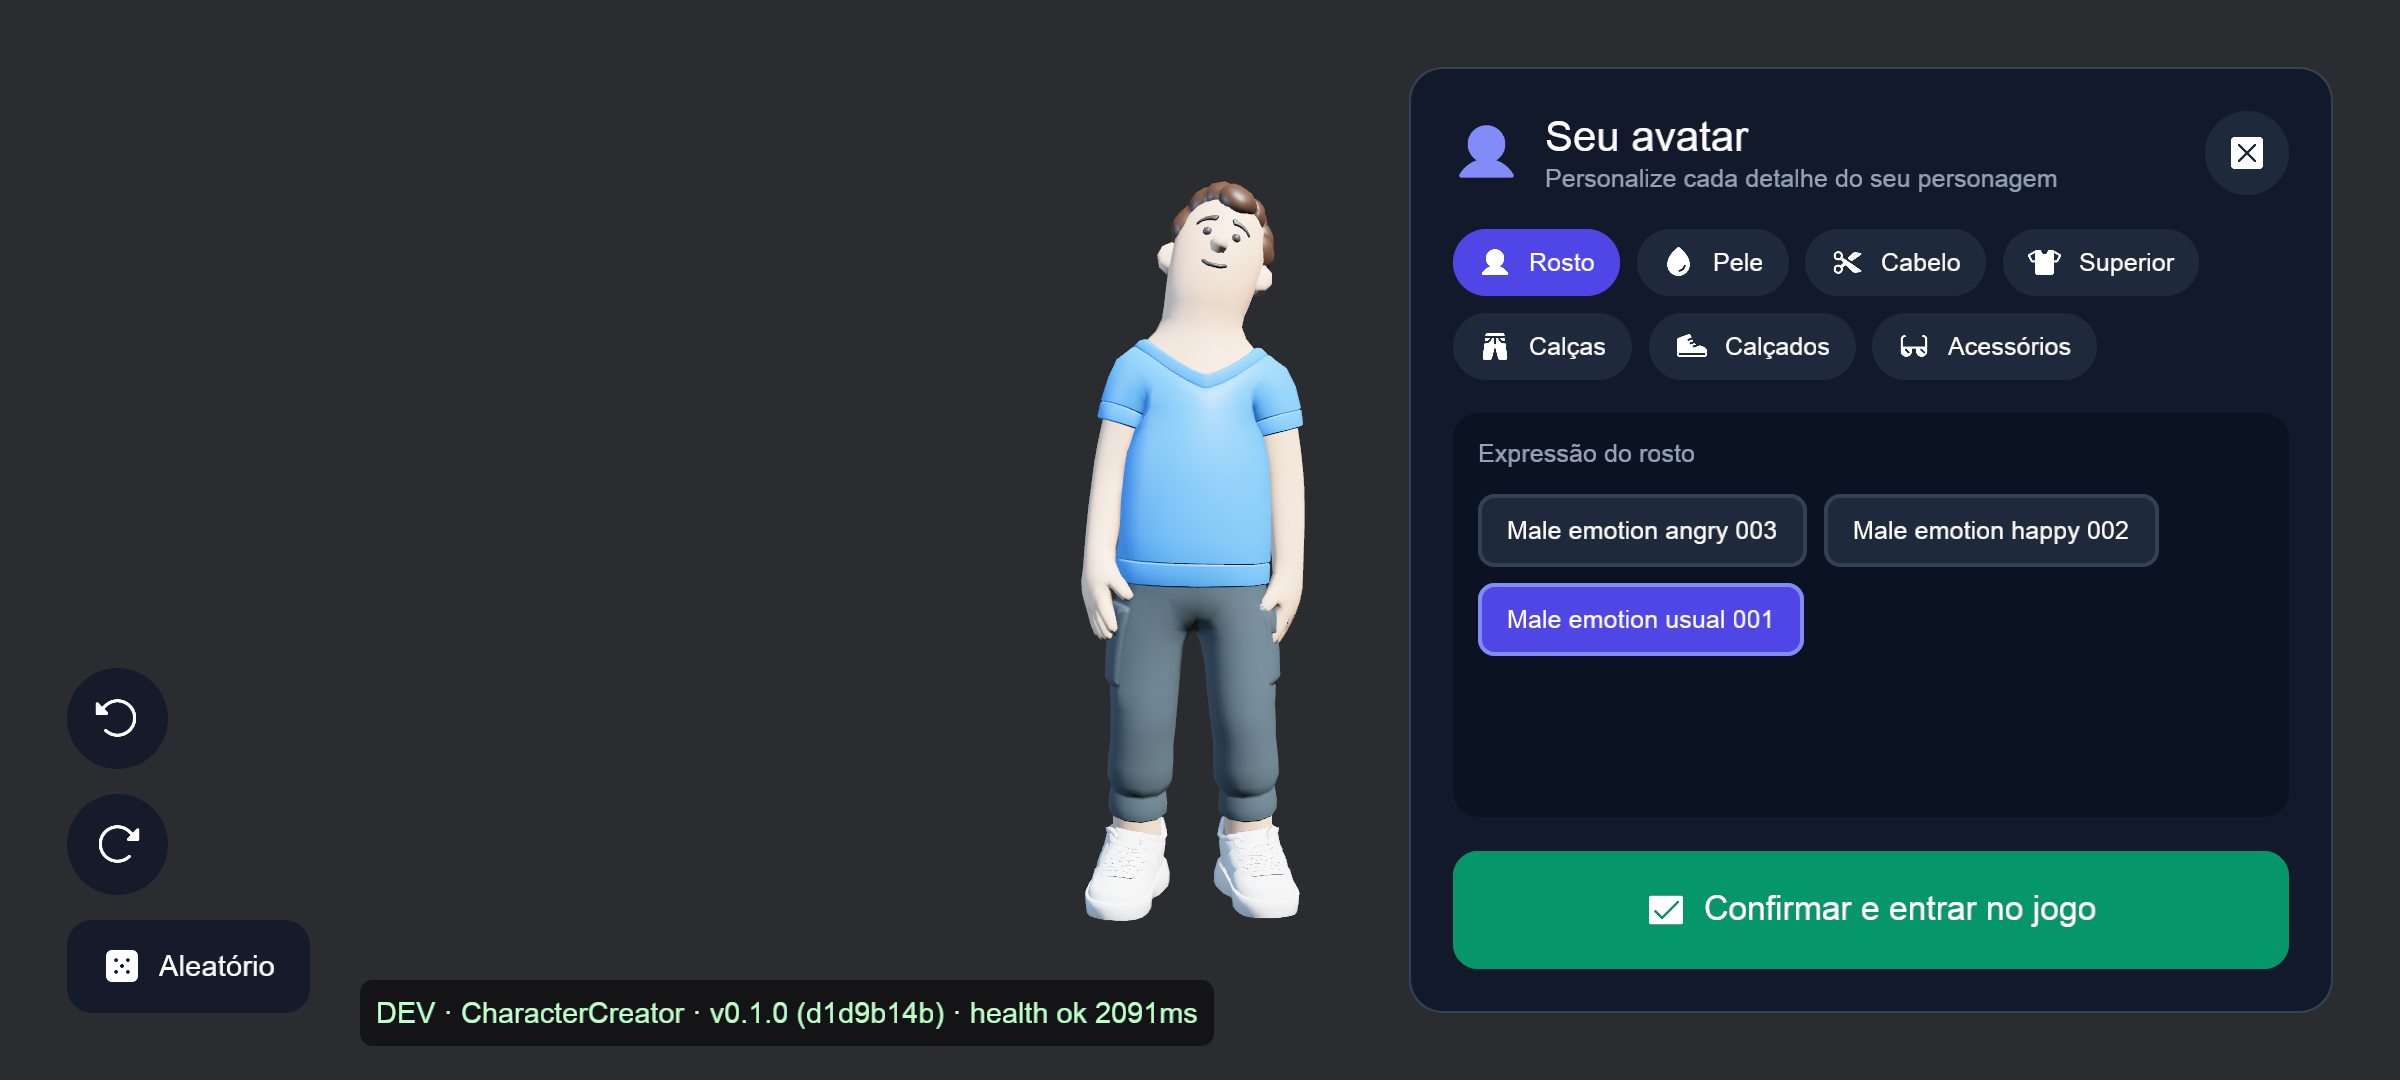 Seu avatar
Personalize cada detalhe do seu personagem
Rosto
Pele
Cabelo
Superior
Calças
Calçados
Acessórios
Expressão do rosto
Male emotion angry 003
Male emotion happy 002
Male emotion usual 001
Confirmar e entrar no jogo
Aleatório
DEV · CharacterCreator · v0.1.0 (d1d9b14b) · health ok 2091ms